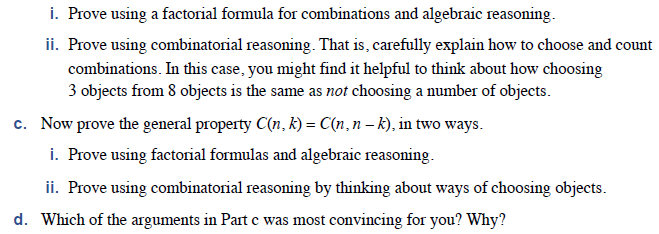 i. Prove using a factorial formula for combinations and algebraic reasoning.
ii. Prove using combinatorial reasoning. That is, carefully explain how to choose and count
combinations. In this case, you might find it helpful to think about how choosing
3 objects from 8 objects is the same as not choosing a number of objects.
c. Now prove the general property C(n, k) = C(n, n – k), in two ways.
i. Prove using factorial formulas and algebraic reasoning.
ii. Prove using combinatorial reasoning by thinking about ways of choosing objects.
d. Which of the arguments in Part c was most convincing for you? Why?